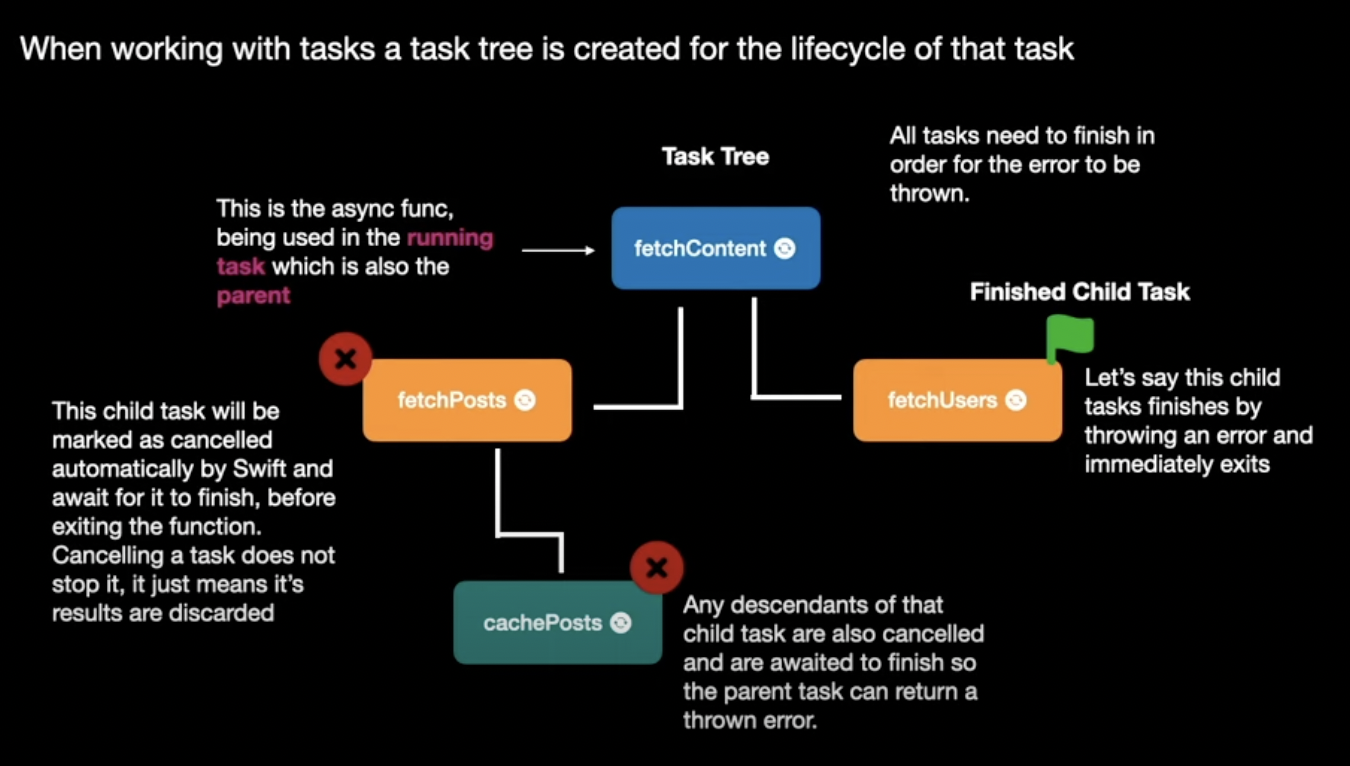 When working with tasks a task tree is created for the lifecycle of that task
Task Tree
All tasks need to finish in
order for the error to be
thrown.
This is the async func,
being used in the running
task which is also the
parent
fetchContent
Finished Child Task
fetchPosts
fetchUsers
Let’s say this child
tasks finishes by
throwing an error and
immediately exits
This child task will be
marked as cancelled
automatically by Swift and
await for it to finish, before
exiting the function.
Cancelling a task does not
stop it, it just means it’s
results are discarded
cachePosts
Any descendants of that
child task are also cancelled
and are awaited to finish so
the parent task can return a
thrown error.